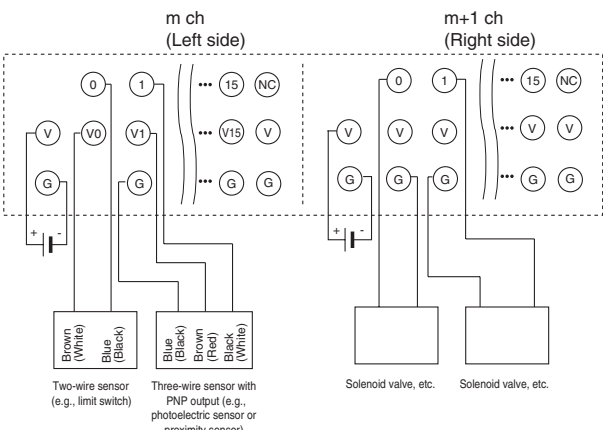 m ch
(Left side)
m+1 ch
(Right side)
0 1 ••• 15 NC
V V0 V1 ••• V15 V
G G ••• G G
+ -
0 1 ••• 15 NC
V V V ••• V V
G G G ••• G G
+ -
Brown
(White)
Blue
(Black)
Blue
(Black)
Brown
(Red)
Black
(White)
Two-wire sensor
(e.g., limit switch)
Three-wire sensor with
PNP output (e.g.,
photoelectric sensor or
proximity sensor)
Solenoid valve, etc.
Solenoid valve, etc.